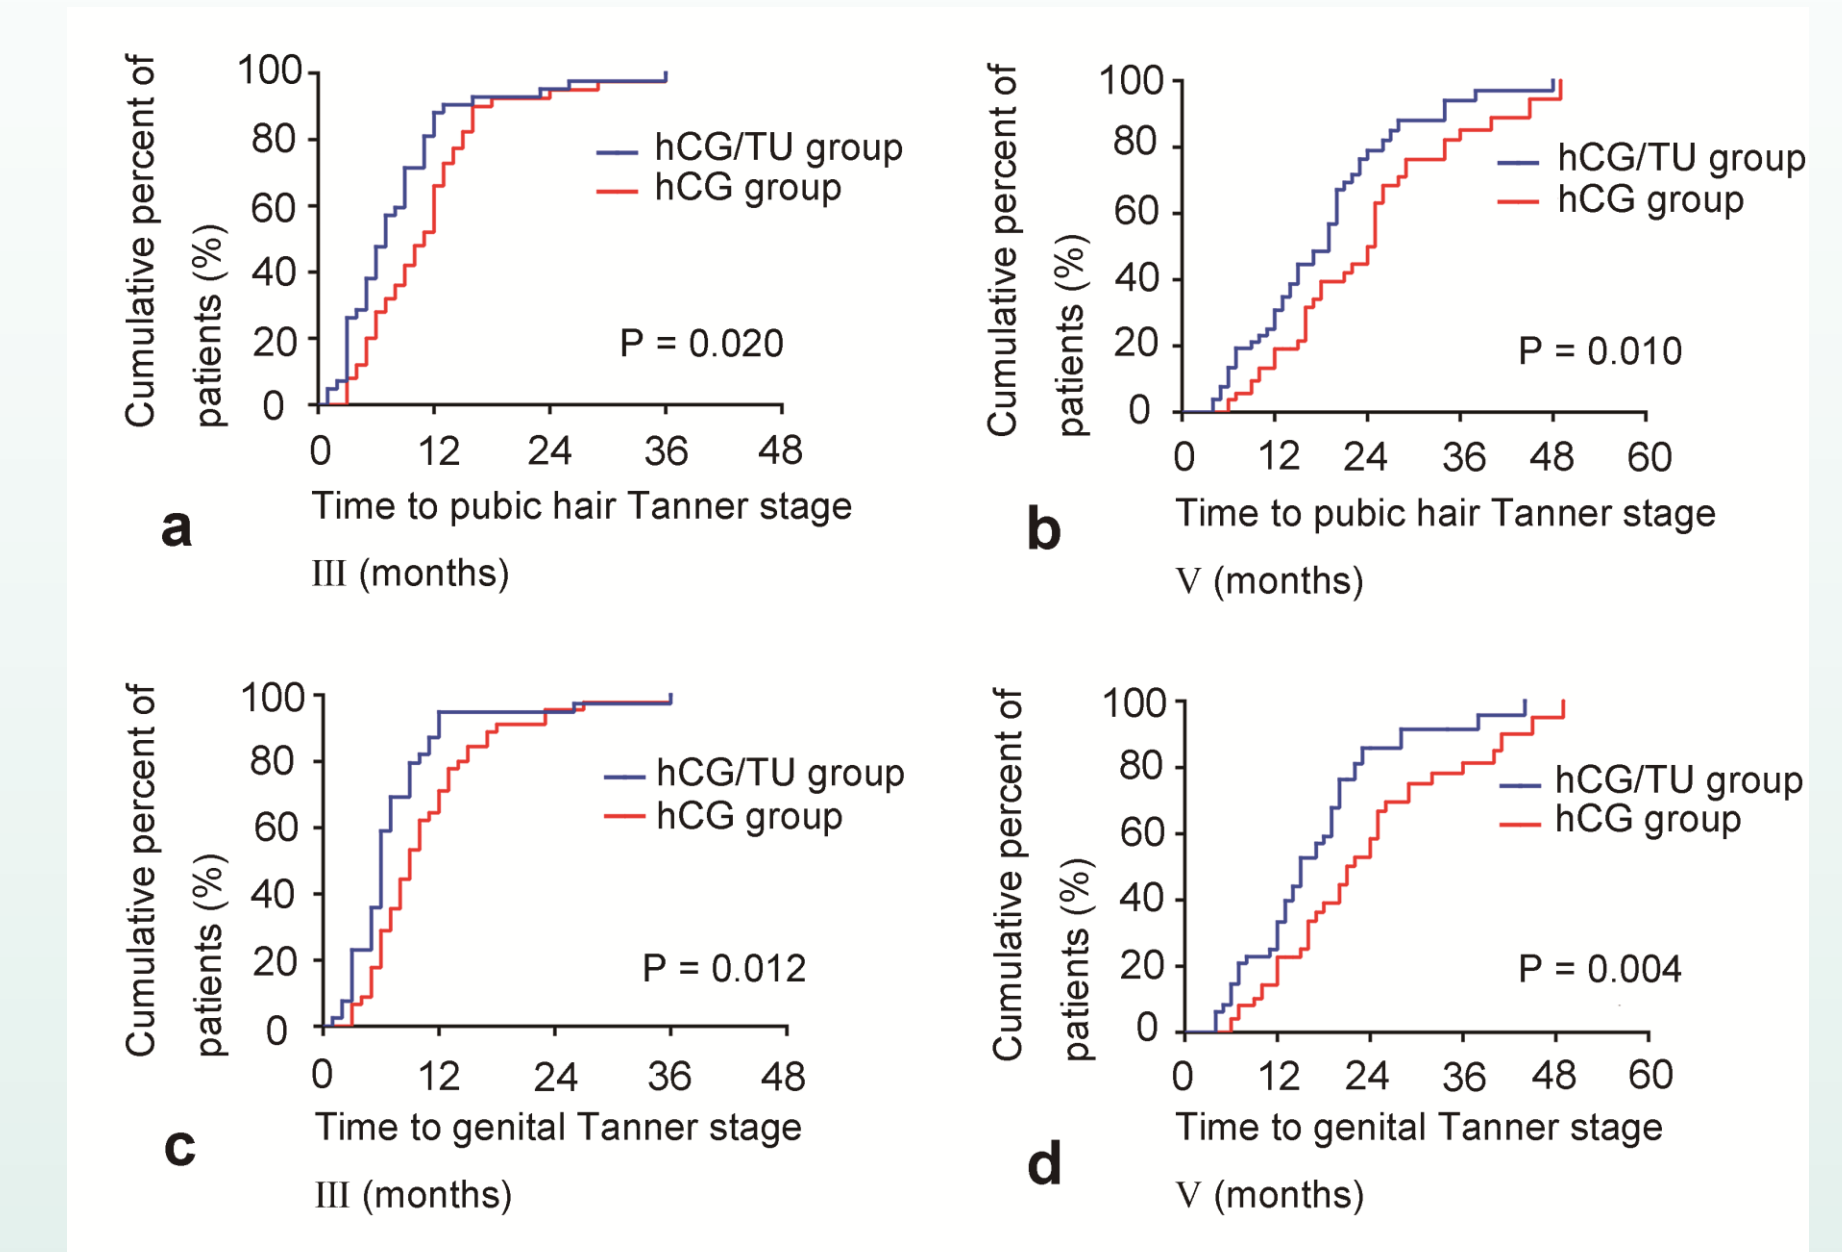 Cumulative percent of
patients (%)
100
80
60
40
20
0
0 12 24 36 48
hCG/TU group
hCG group
P = 0.020
Time to pubic hair Tanner stage
III (months)
a
Cumulative percent of
patients (%)
100
80
60
40
20
0
0 12 24 36 48 60
hCG/TU group
hCG group
P = 0.010
Time to pubic hair Tanner stage
V (months)
b
Cumulative percent of
patients (%)
100
80
60
40
20
0
0 12 24 36 48
hCG/TU group
hCG group
P = 0.012
Time to genital Tanner stage
III (months)
c
Cumulative percent of
patients (%)
100
80
60
40
20
0
0 12 24 36 48 60
hCG/TU group
hCG group
P = 0.004
Time to genital Tanner stage
V (months)
d